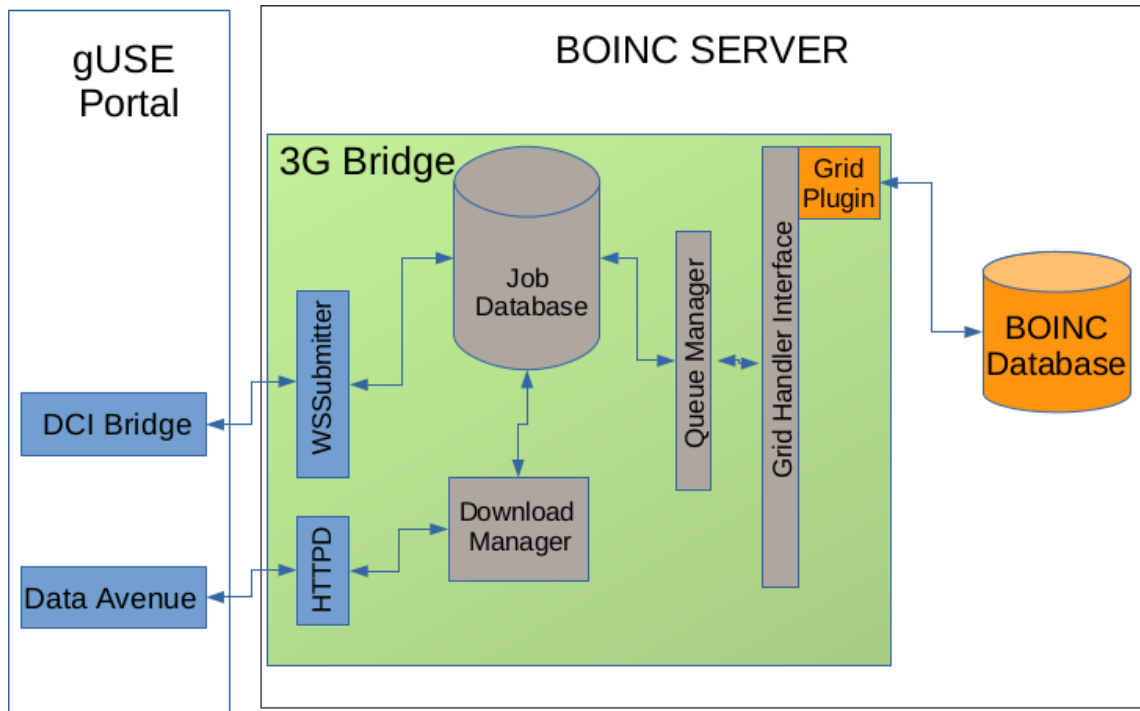 gUSE
Portal
BOINC SERVER
3G Bridge
Grid
Plugin
Job
Database
WSSubmitter
Queue Manager
Grid Handler Interface
BOINC
Database
DCI Bridge
Download
Manager
HTTPD
Data Avenue